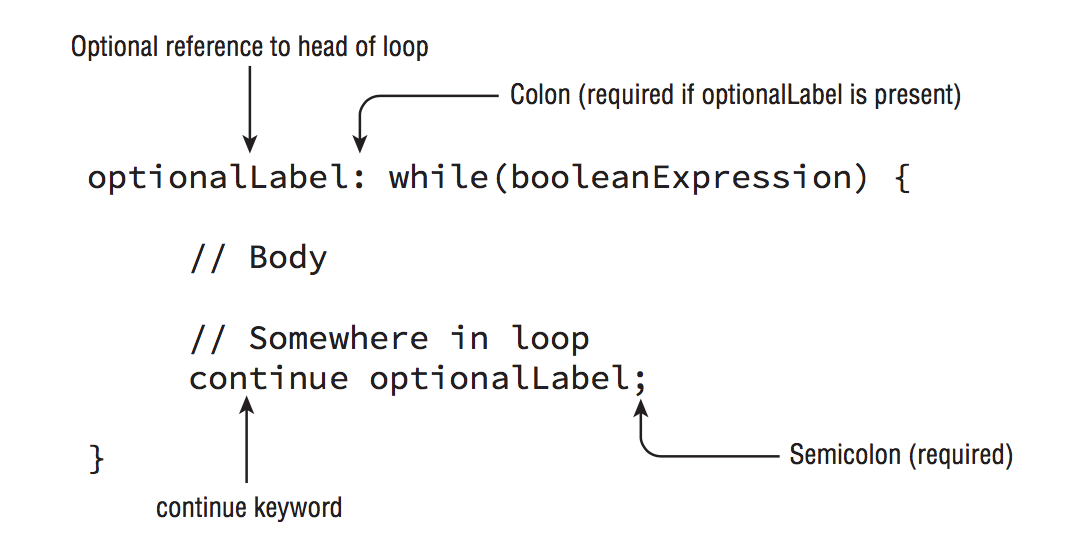 Optional reference to head of loop
Colon (required if optionalLabel is present)
optionalLabel: while(booleanExpression) {
// Body
// Somewhere in loop
continue optionalLabel;
}
Semicolon (required)
continue keyword